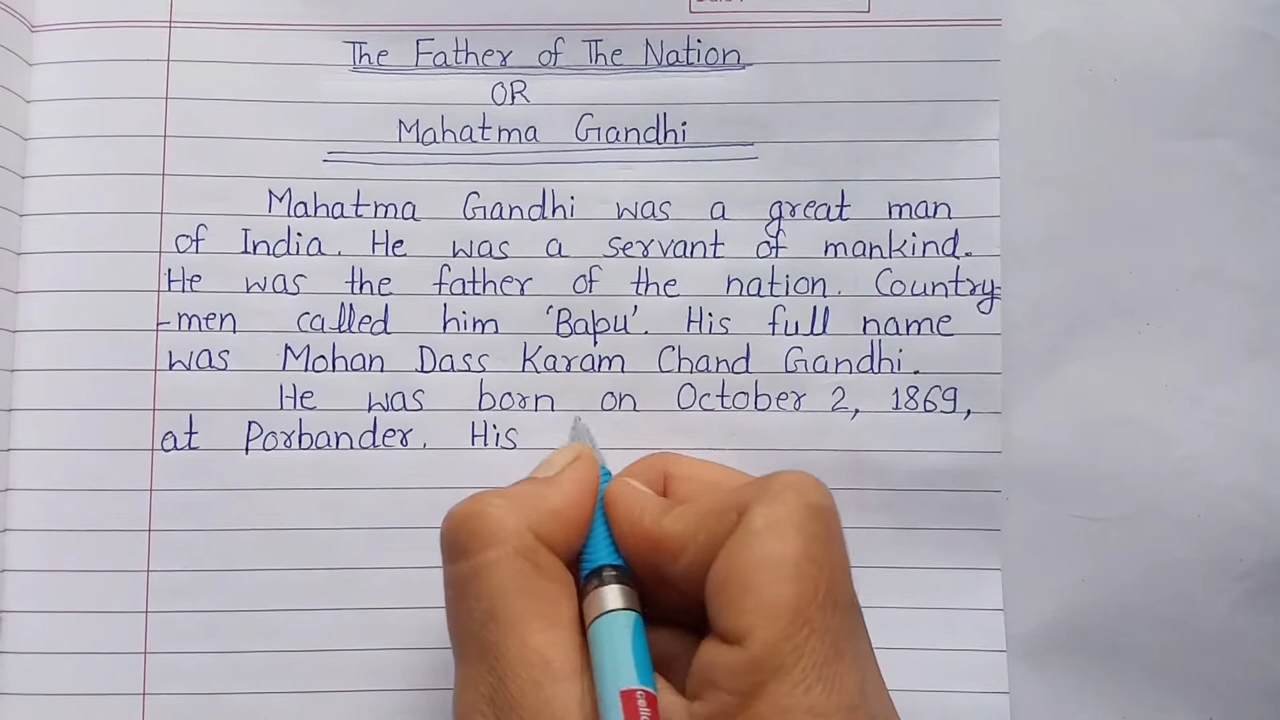 The Father of The Nation
OR
Mahatma Gandhi
Mahatma Gandhi was a great man
of India. He was a servant of mankind.
He was the father of the nation. Country-
-men called him 'Bapu'. His full name
was Mohan Dass Karam Chand Gandhi.
He was born on October 2, 1869,
at Porbander. His